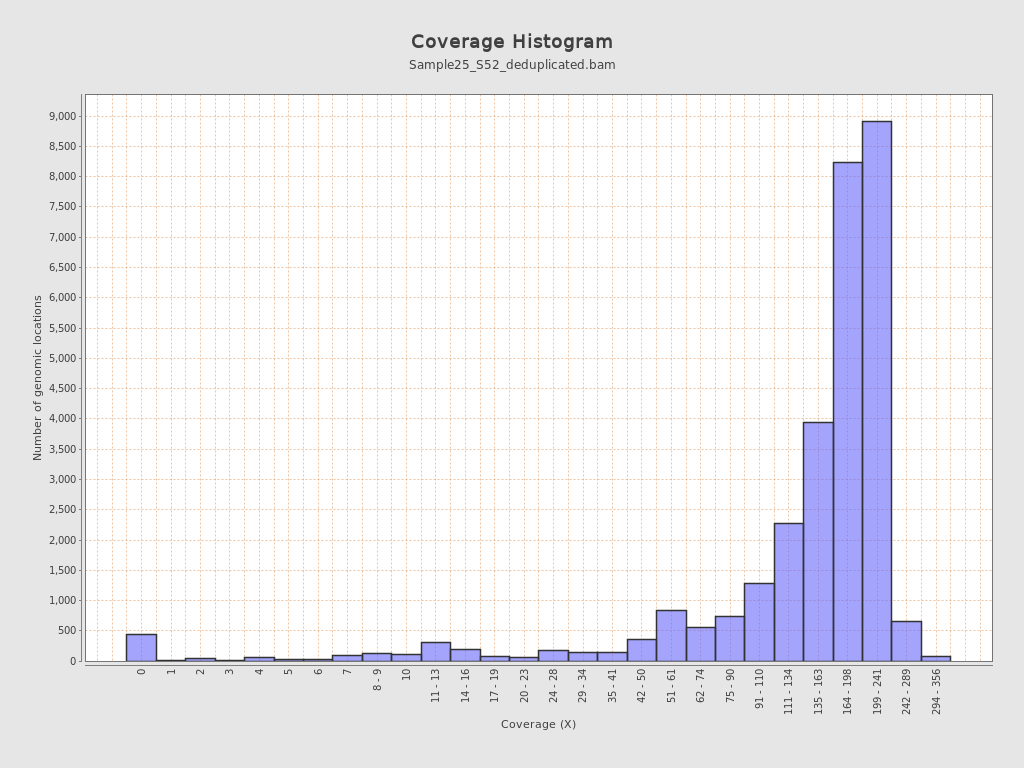 Coverage Histogram
Sample25_S52_deduplicated.bam
Number of genomic locations
9,000
8,500
8,000
7,500
7,000
6,500
6,000
5,500
5,000
4,500
4,000
3,500
3,000
2,500
2,000
1,500
1,000
500
0
0
1
2
3
4
5
6
7
8 - 9
10
11 - 13
14 - 16
17 - 19
20 - 23
24 - 28
29 - 34
35 - 41
42 - 50
51 - 61
62 - 74
75 - 90
91 - 110
111 - 134
135 - 163
164 - 198
199 - 241
242 - 289
294 - 356
Coverage (X)